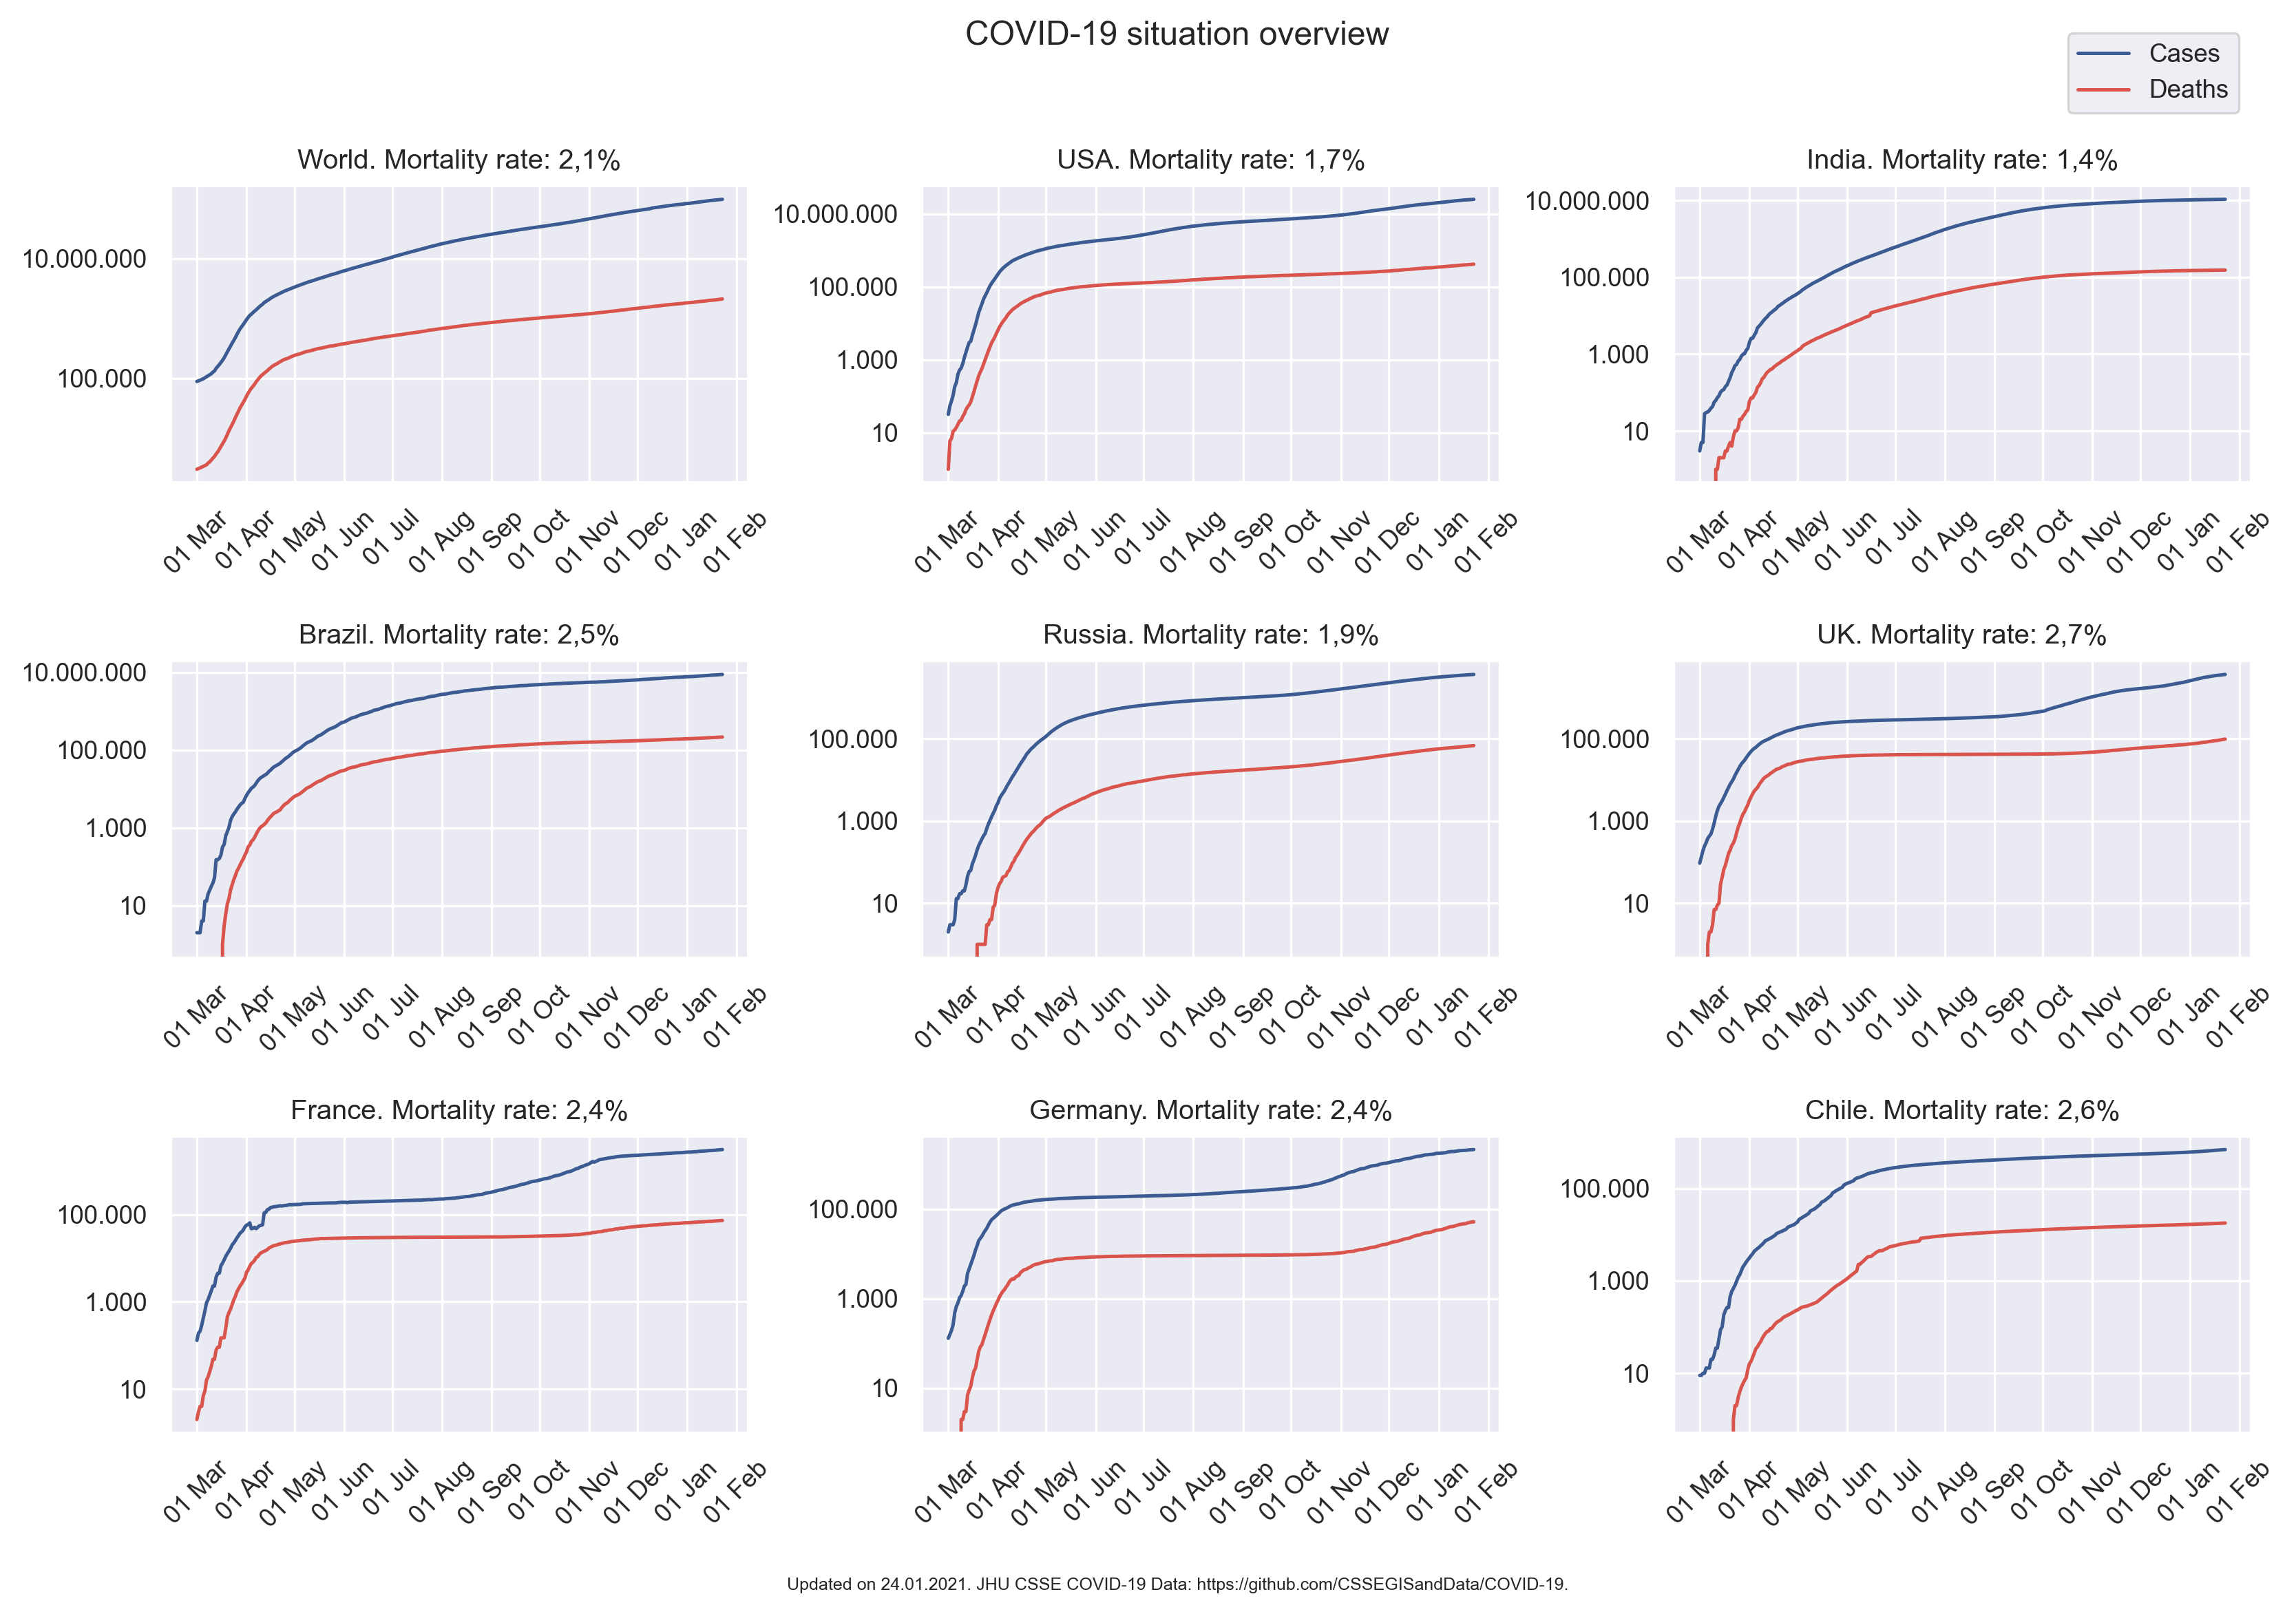 COVID-19 situation overview
Cases
Deaths
World. Mortality rate: 2,1%
10.000.000
100.000
01 Mar
01 Apr
01 May
01 Jun
01 Jul
01 Aug
01 Sep
01 Oct
01 Nov
01 Dec
01 Jan
01 Feb
USA. Mortality rate: 1,7%
10.000.000
100.000
1.000
10
01 Mar
01 Apr
01 May
01 Jun
01 Jul
01 Aug
01 Sep
01 Oct
01 Nov
01 Dec
01 Jan
01 Feb
India. Mortality rate: 1,4%
10.000.000
100.000
1.000
10
01 Mar
01 Apr
01 May
01 Jun
01 Jul
01 Aug
01 Sep
01 Oct
01 Nov
01 Dec
01 Jan
01 Feb
Brazil. Mortality rate: 2,5%
10.000.000
100.000
1.000
10
01 Mar
01 Apr
01 May
01 Jun
01 Jul
01 Aug
01 Sep
01 Oct
01 Nov
01 Dec
01 Jan
01 Feb
Russia. Mortality rate: 1,9%
100.000
1.000
10
01 Mar
01 Apr
01 May
01 Jun
01 Jul
01 Aug
01 Sep
01 Oct
01 Nov
01 Dec
01 Jan
01 Feb
UK. Mortality rate: 2,7%
100.000
1.000
10
01 Mar
01 Apr
01 May
01 Jun
01 Jul
01 Aug
01 Sep
01 Oct
01 Nov
01 Dec
01 Jan
01 Feb
France. Mortality rate: 2,4%
100.000
1.000
10
01 Mar
01 Apr
01 May
01 Jun
01 Jul
01 Aug
01 Sep
01 Oct
01 Nov
01 Dec
01 Jan
01 Feb
Germany. Mortality rate: 2,4%
100.000
1.000
10
01 Mar
01 Apr
01 May
01 Jun
01 Jul
01 Aug
01 Sep
01 Oct
01 Nov
01 Dec
01 Jan
01 Feb
Chile. Mortality rate: 2,6%
100.000
1.000
10
01 Mar
01 Apr
01 May
01 Jun
01 Jul
01 Aug
01 Sep
01 Oct
01 Nov
01 Dec
01 Jan
01 Feb
Updated on 24.01.2021. JHU CSSE COVID-19 Data: https://github.com/CSSEGISandData/COVID-19.